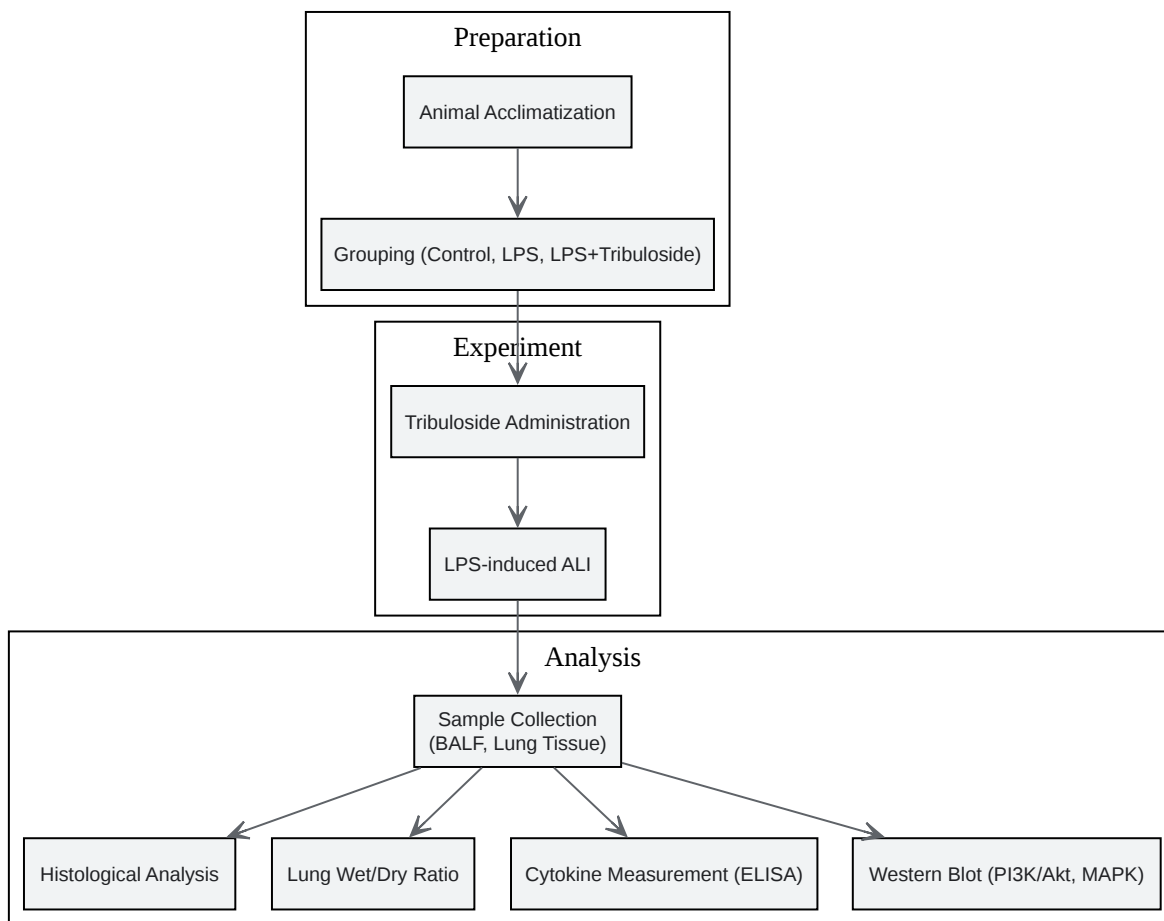 Preparation
Animal Acclimatization
Grouping (Control, LPS, LPS+Tribuloside)
Experiment
Tribuloside Administration
LPS-induced ALI
Analysis
Sample Collection
(BALF, Lung Tissue)
Histological Analysis
Lung Wet/Dry Ratio
Cytokine Measurement (ELISA)
Western Blot (PI3K/Akt, MAPK)